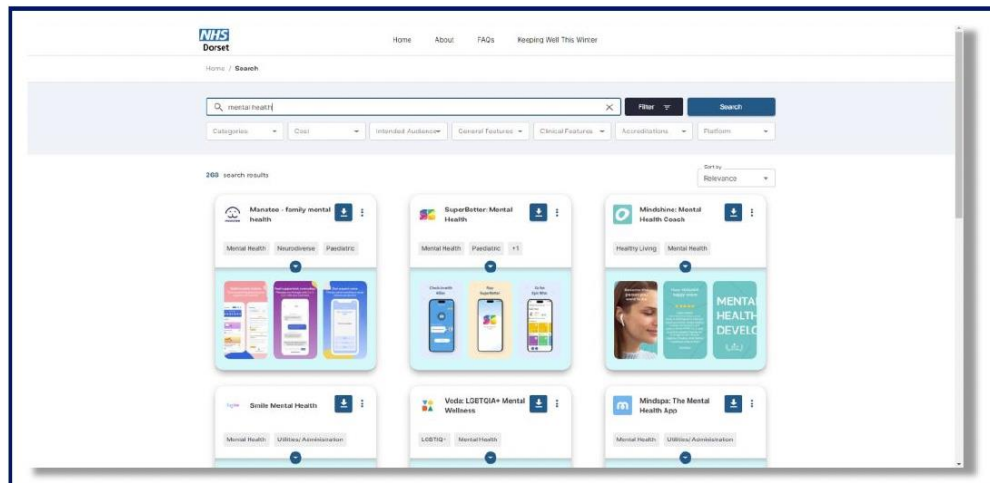 NHS
Dorset
Home About FAQs Keeping Well This Winter
Home / Search
mental health
Filter
Search
Categories Cost Intended Audience General Features Clinical Features Accreditations Platform
268 search results
Sort by
Relevance
Manatee - family mental health
SuperBetter: Mental Health
Mindshine: Mental Health Coach
Mental Health Neurodiverse Paediatric
Mental Health Paediatric +1
Healthy Living Mental Health
MENTA
HEALTH
DEVELO
Smile Mental Health
Voda: LGBTQIA+ Mental Wellness
Mindspa: The Mental Health App
Mental Health Utilities/ Administration
LGBTIQ+ Mental Health
Mental Health Utilities/ Administration